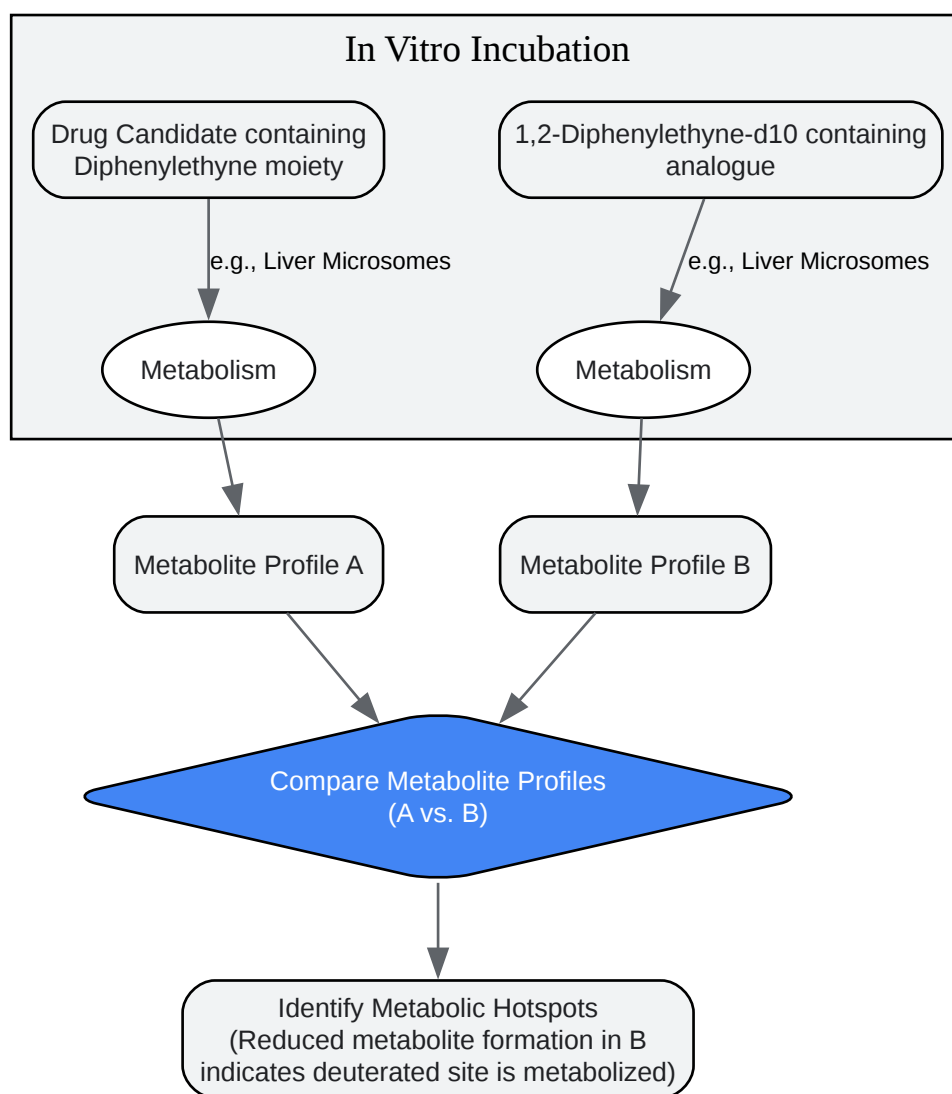 In Vitro Incubation
Drug Candidate containing
Diphenylethyne moiety
1,2-Diphenylethyne-d10 containing
analogue
e.g., Liver Microsomes
e.g., Liver Microsomes
Metabolism
Metabolism
Metabolite Profile A
Metabolite Profile B
Compare Metabolite Profiles
(A vs. B)
Identify Metabolic Hotspots
(Reduced metabolite formation in B
indicates deuterated site is metabolized)